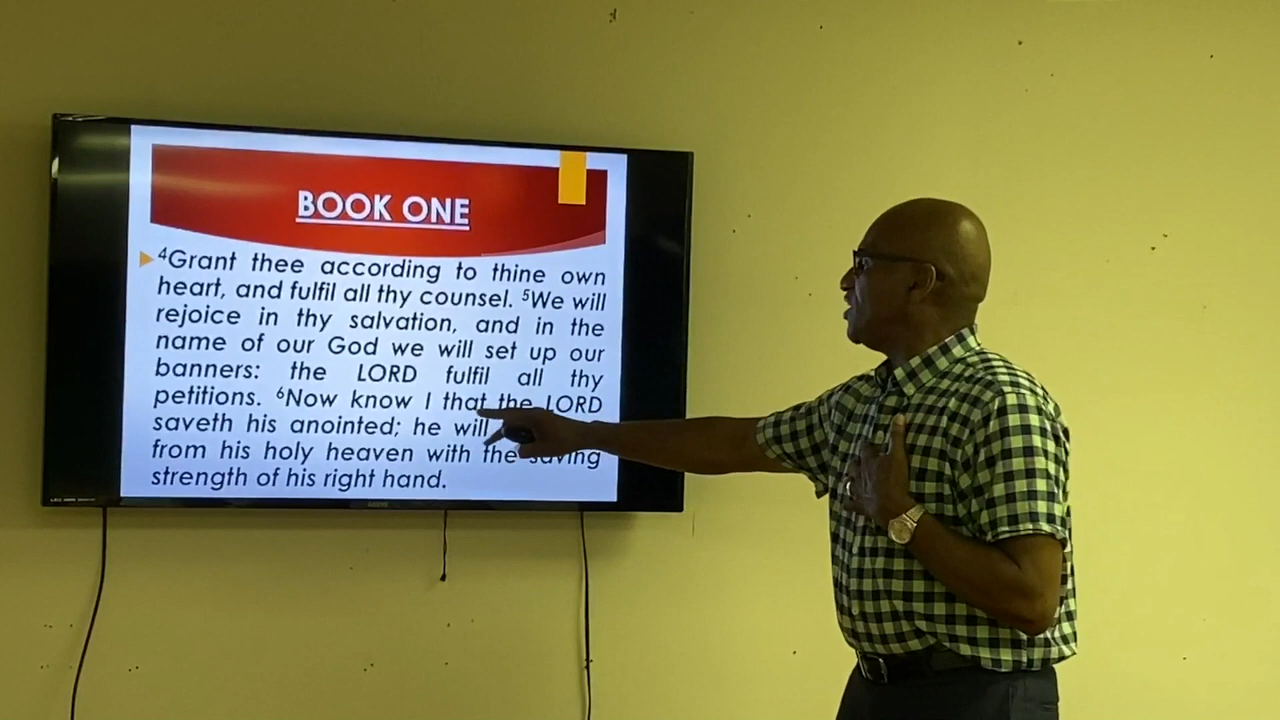 BOOK ONE
⁴Grant thee according to thine own
heart, and fulfil all thy counsel. ⁵We will
rejoice in thy salvation, and in the
name of our God we will set up our
banners: the LORD fulfil all thy
petitions. ⁶Now know I that the LORD
saveth his anointed; he will
from his holy heaven with the saving
strength of his right hand.